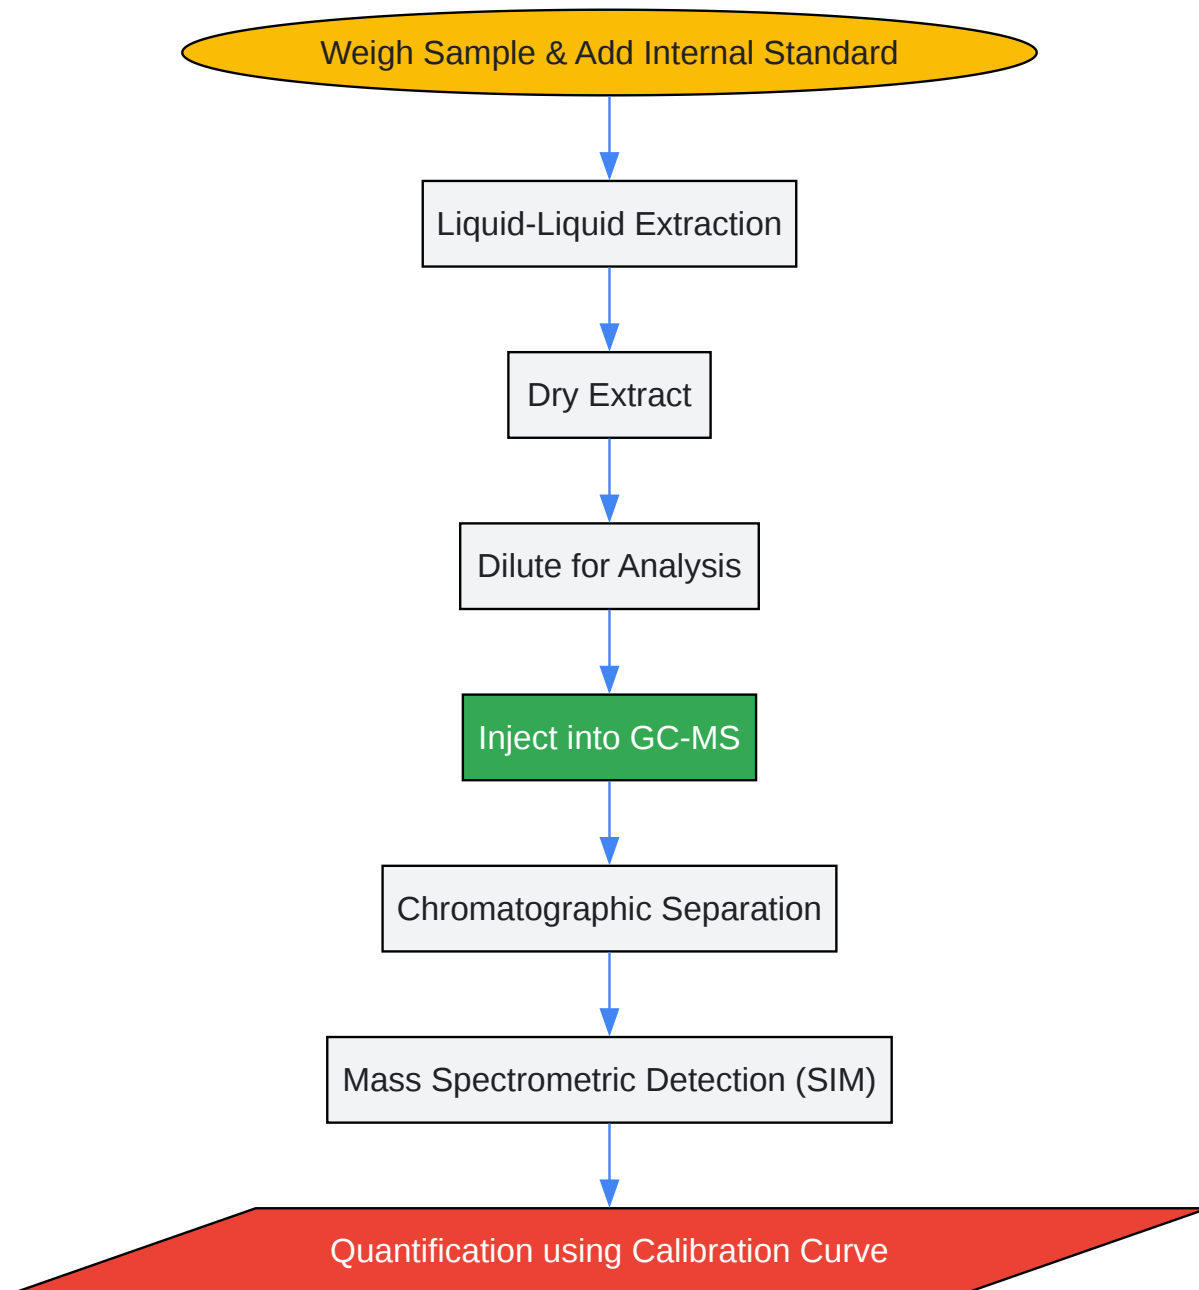 Weigh Sample & Add Internal Standard
Liquid-Liquid Extraction
Dry Extract
Dilute for Analysis
Inject into GC-MS
Chromatographic Separation
Mass Spectrometric Detection (SIM)
Quantification using Calibration Curve